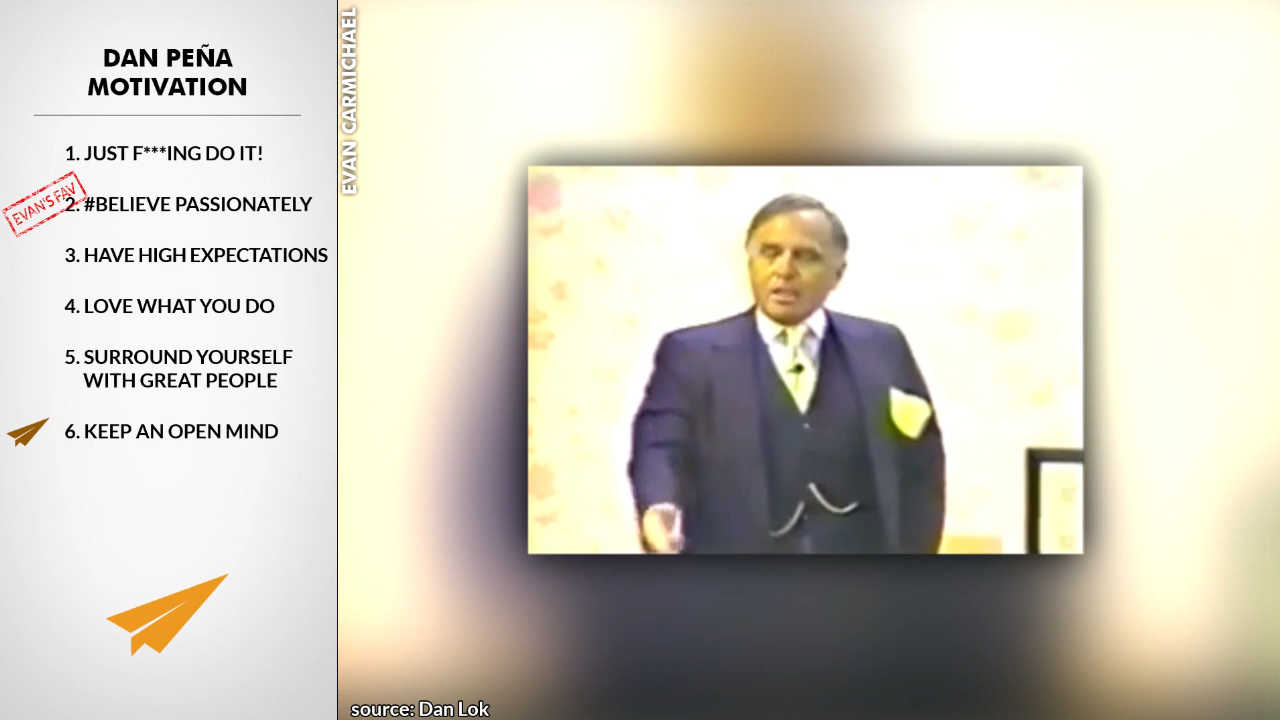 DAN PEÑA
MOTIVATION
1. JUST F***ING DO IT!
EVAN'S FAV
2. #BELIEVE PASSIONATELY
3. HAVE HIGH EXPECTATIONS
4. LOVE WHAT YOU DO
5. SURROUND YOURSELF
WITH GREAT PEOPLE
6. KEEP AN OPEN MIND
EVAN CARMICHAEL
source: Dan Lok